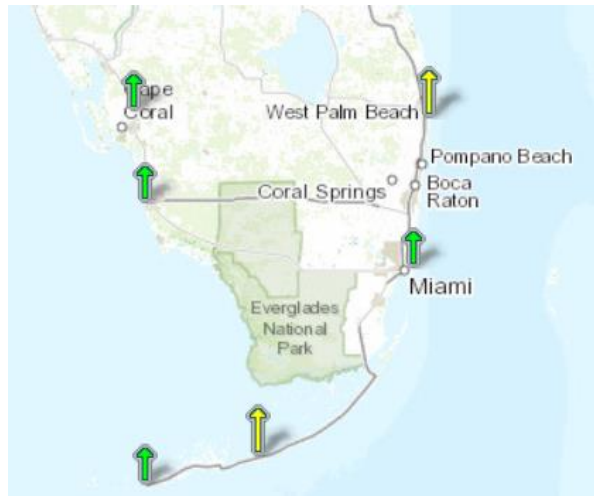 Cape
Coral
West Palm Beach
Pompano Beach
Coral Springs
Boca
Raton
Miami
Everglades
National
Park